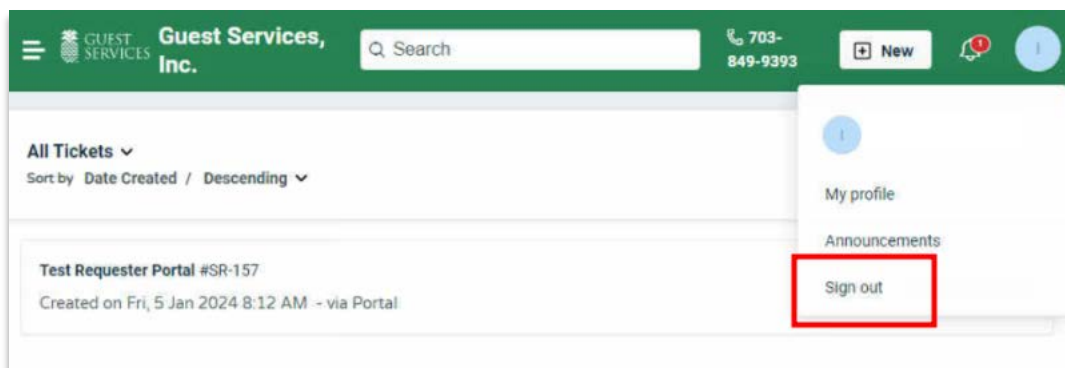 GUEST
SERVICES
Guest Services,
Inc.
Search
703-
849-9393
New
1
I
I
All Tickets
Sort by Date Created / Descending
My profile
Announcements
Test Requester Portal #SR-157
Sign out
Created on Fri, 5 Jan 2024 8:12 AM - via Portal